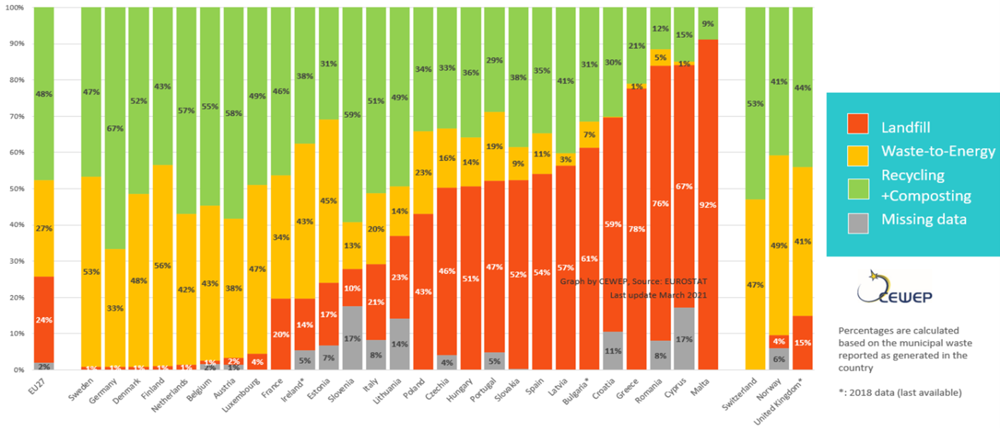 100%
90%
80%
70%
60%
50%
40%
30%
20%
10%
0%
48%
27%
24%
2%
47%
53%
1%
67%
33%
1%
52%
48%
1%
43%
56%
1%
57%
42%
1%
55%
43%
1%
2%
58%
38%
2%
1%
49%
47%
4%
46%
34%
20%
38%
43%
14%
5%
31%
45%
17%
7%
59%
13%
10%
17%
51%
20%
21%
8%
49%
14%
23%
14%
34%
23%
43%
33%
16%
46%
4%
36%
14%
51%
29%
19%
47%
5%
38%
9%
52%
35%
11%
54%
41%
3%
57%
31%
7%
61%
30%
59%
11%
21%
1%
78%
12%
5%
76%
8%
15%
1%
67%
17%
9%
92%
53%
47%
41%
49%
4%
6%
44%
41%
15%
Graph by CEWEP, Source: EUROSTAT
Last update March 2021
EU27
Sweden
Germany
Denmark
Finland
Netherlands
Belgium
Austria
Luxembourg
France
Ireland*
Estonia
Slovenia
Italy
Lithuania
Poland
Czechia
Hungary
Portugal
Slovakia
Spain
Latvia
Bulgaria*
Croatia
Greece
Romania
Cyprus
Malta
Switzerland
Norway
United Kingdom*
Landfill
Waste-to-Energy
Recycling
+Composting
Missing data
CEWEP
Percentages are calculated
based on the municipal waste
reported as generated in the
country
*: 2018 data (last available)